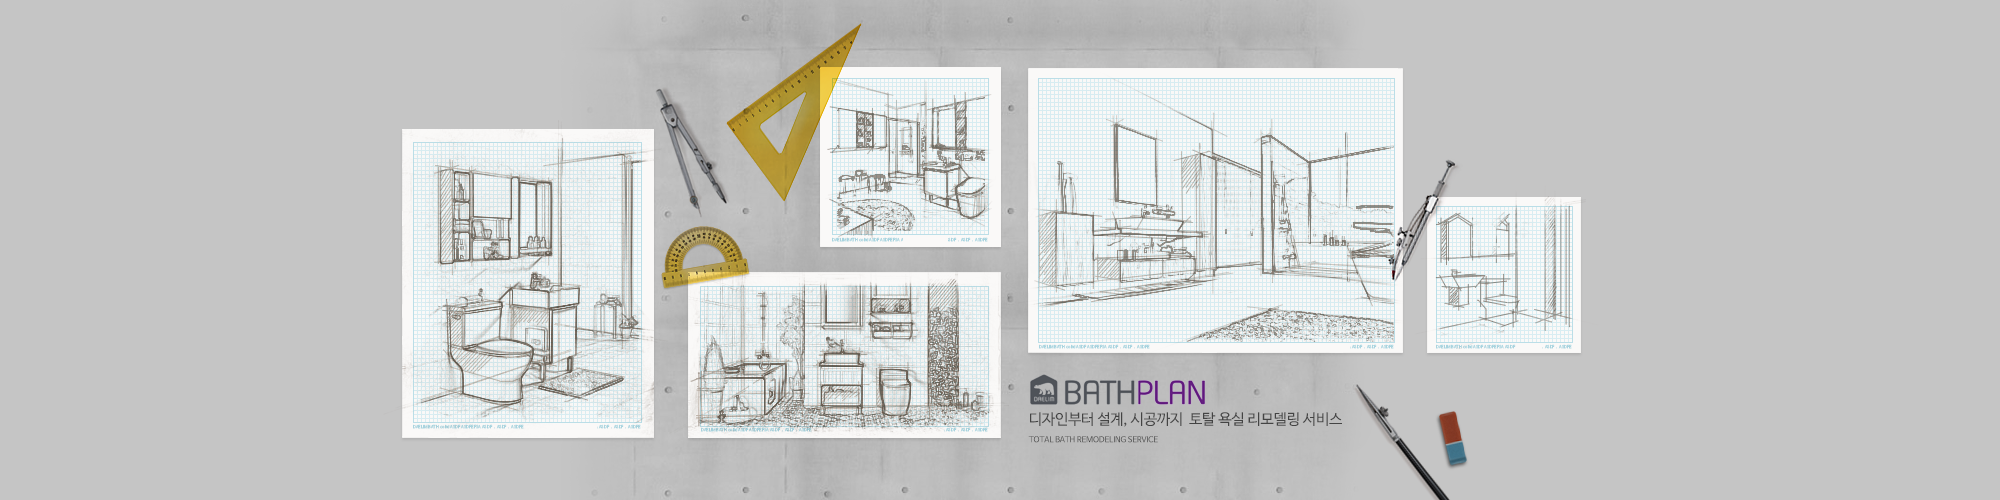 DAELIM
BATHPLAN
디자인부터 설계, 시공까지 토탈 욕실 리모델링 서비스
TOTAL BATH REMODELING SERVICE